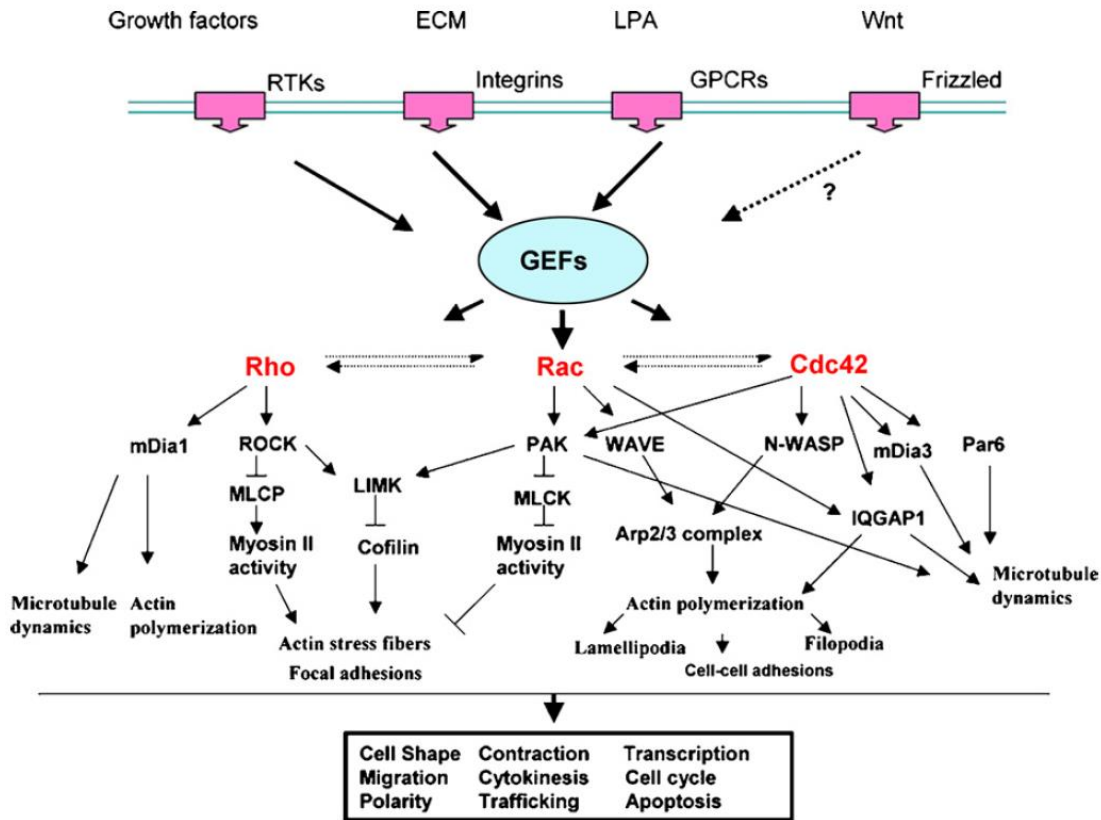 Growth factors ECM LPA Wnt
RTKs Integrins GPCRs Frizzled
?
GEFs
Rho Rac Cdc42
mDia1 ROCK PAK WAVE N-WASP mDia3 Par6
MLCP LIMK MLCK IQGAP1
Myosin II activity Cofilin Myosin II activity Arp2/3 complex
Microtubule dynamics Actin polymerization Actin polymerization Microtubule dynamics
Actin stress fibers Lamellipodia Filopodia
Focal adhesions Cell-cell adhesions
Cell Shape Contraction Transcription
Migration Cytokinesis Cell cycle
Polarity Trafficking Apoptosis